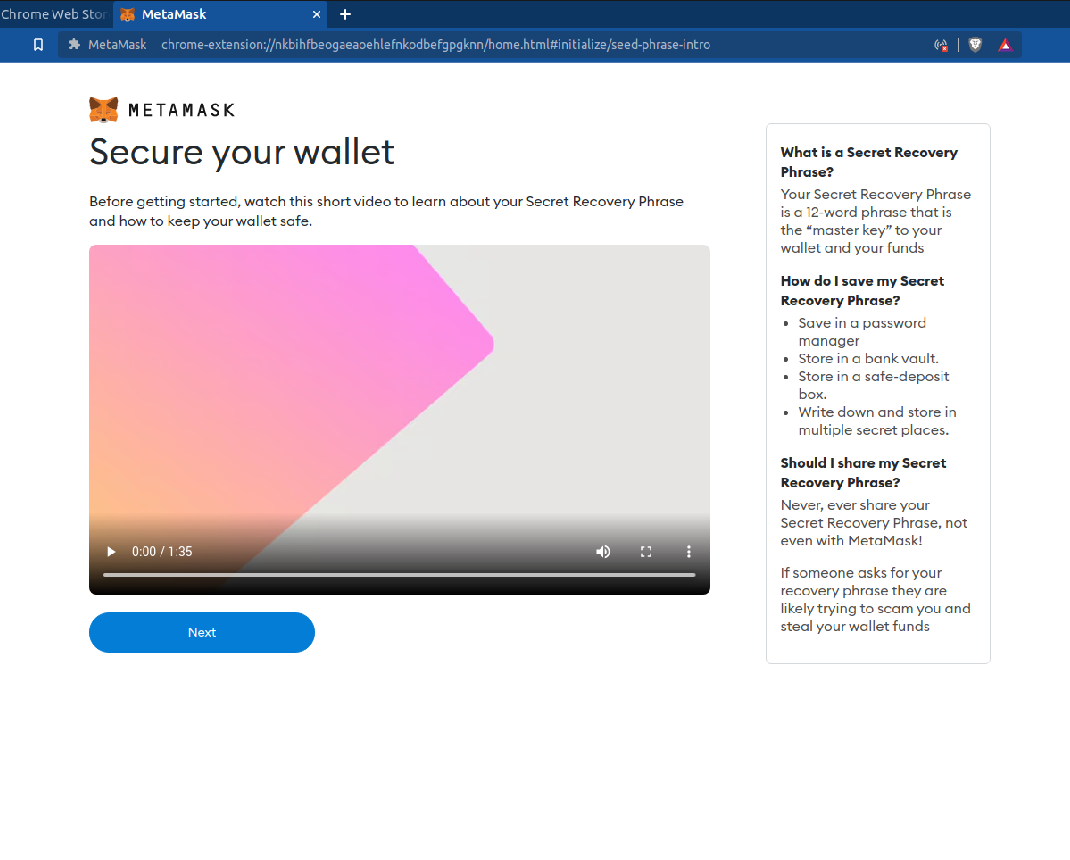 Chrome Web Stor
MetaMask
MetaMask chrome-extension://nkbihfbeogaeaoehlefnkodbefgpgknn/home.html#initialize/seed-phrase-intro
METAMASK
Secure your wallet
Before getting started, watch this short video to learn about your Secret Recovery Phrase
and how to keep your wallet safe.
0:00 / 1:35
Next
What is a Secret Recovery
Phrase?
Your Secret Recovery Phrase
is a 12-word phrase that is
the “master key” to your
wallet and your funds
How do I save my Secret
Recovery Phrase?
• Save in a password
manager
• Store in a bank vault.
• Store in a safe-deposit
box.
• Write down and store in
multiple secret places.
Should I share my Secret
Recovery Phrase?
Never, ever share your
Secret Recovery Phrase, not
even with MetaMask!
If someone asks for your
recovery phrase they are
likely trying to scam you and
steal your wallet funds